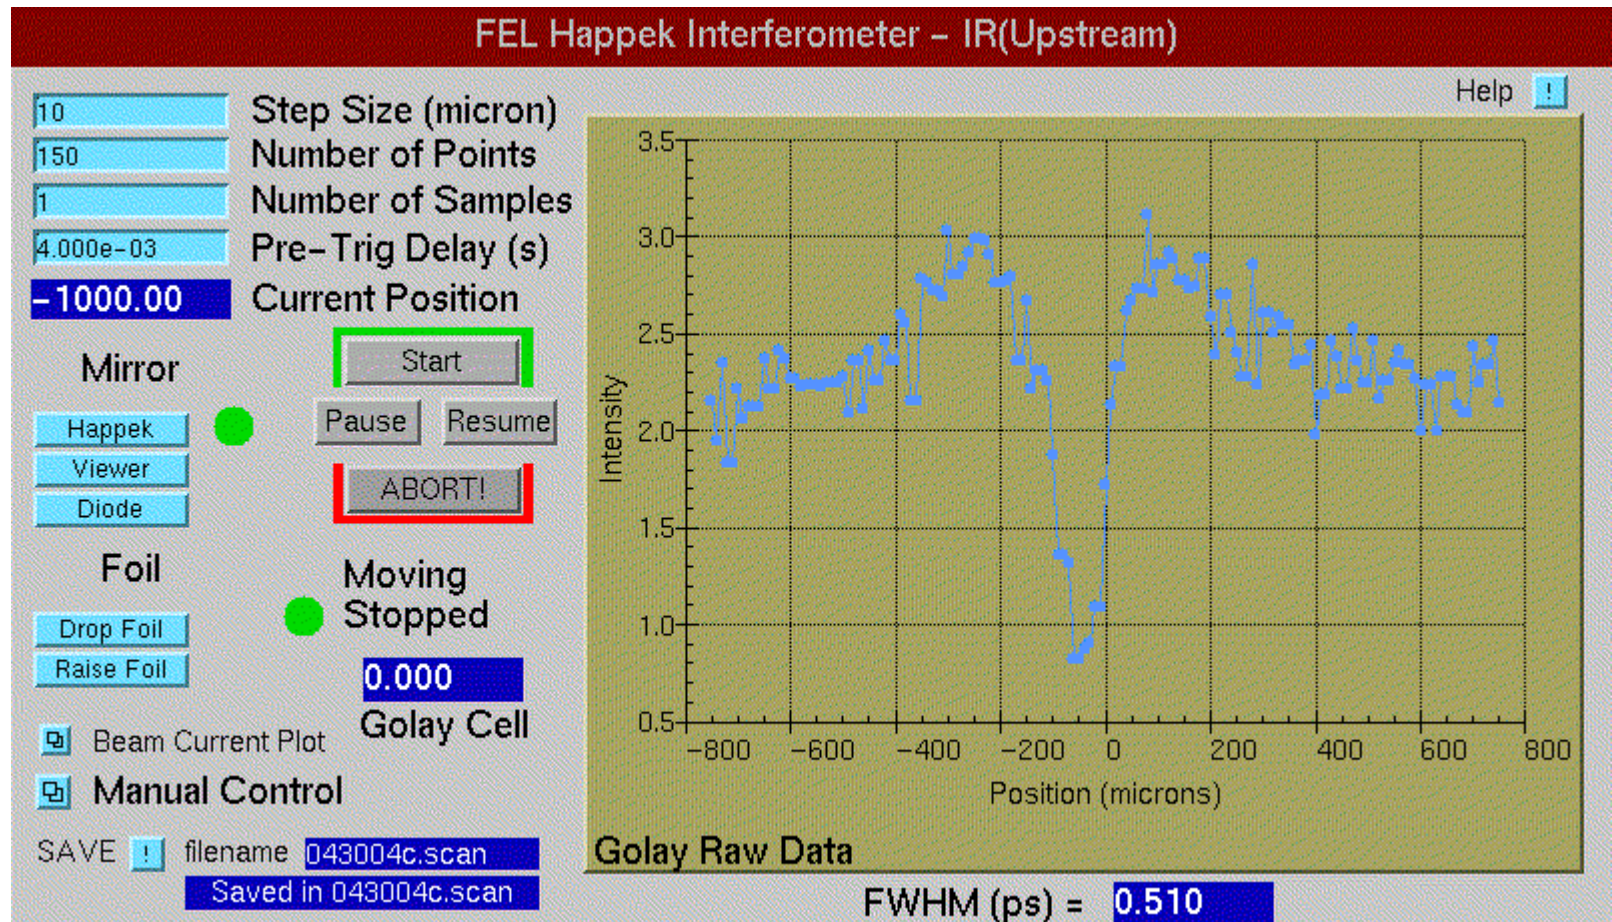 FEL Happek Interferometer – IR(Upstream)
Help !
10 Step Size (micron)
150 Number of Points
1 Number of Samples
4.000e–03 Pre–Trig Delay (s)
–1000.00 Current Position
Mirror
Happek
Viewer
Diode
Start
Pause Resume
ABORT!
Foil
Drop Foil
Raise Foil
Moving
Stopped
0.000
Golay Cell
Beam Current Plot
Manual Control
SAVE ! filename 043004c.scan
Saved in 043004c.scan
3.5
3.0
2.5
2.0
1.5
1.0
0.5
Intensity
–800 –600 –400 –200 0 200 400 600 800
Position (microns)
Golay Raw Data
FWHM (ps) = 0.510